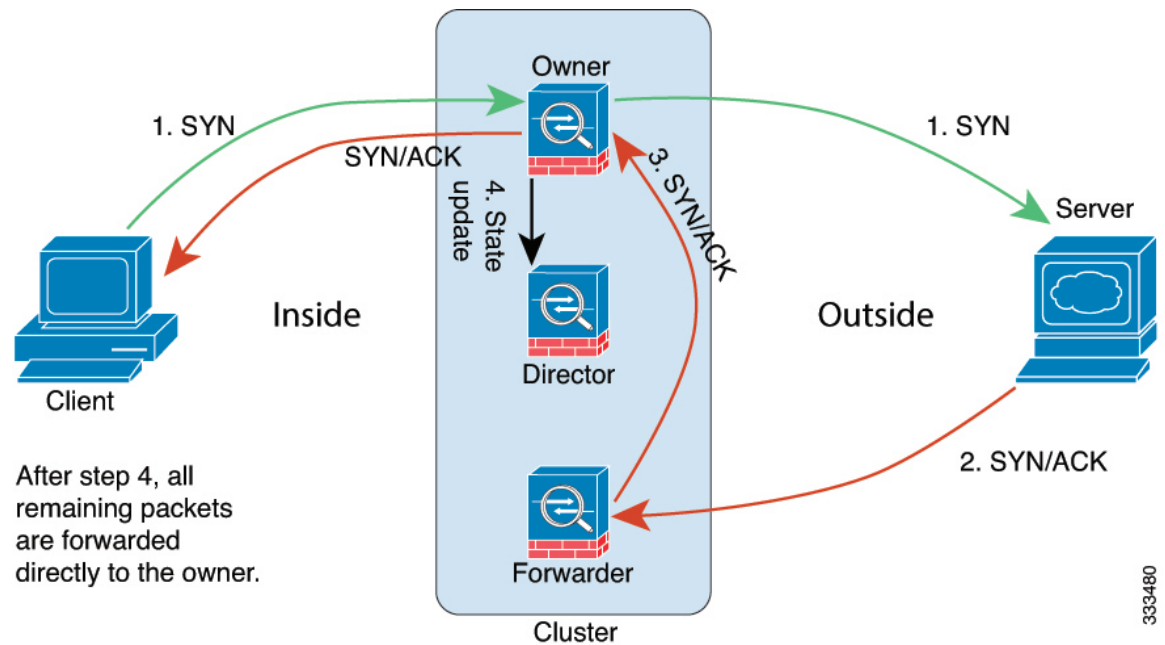 Owner
1. SYN
1. SYN
SYN/ACK
3. SYN/ACK
4. State
update
Server
Inside
Outside
Director
Client
2. SYN/ACK
After step 4, all
remaining packets
are forwarded
directly to the owner.
Forwarder
Cluster
333480